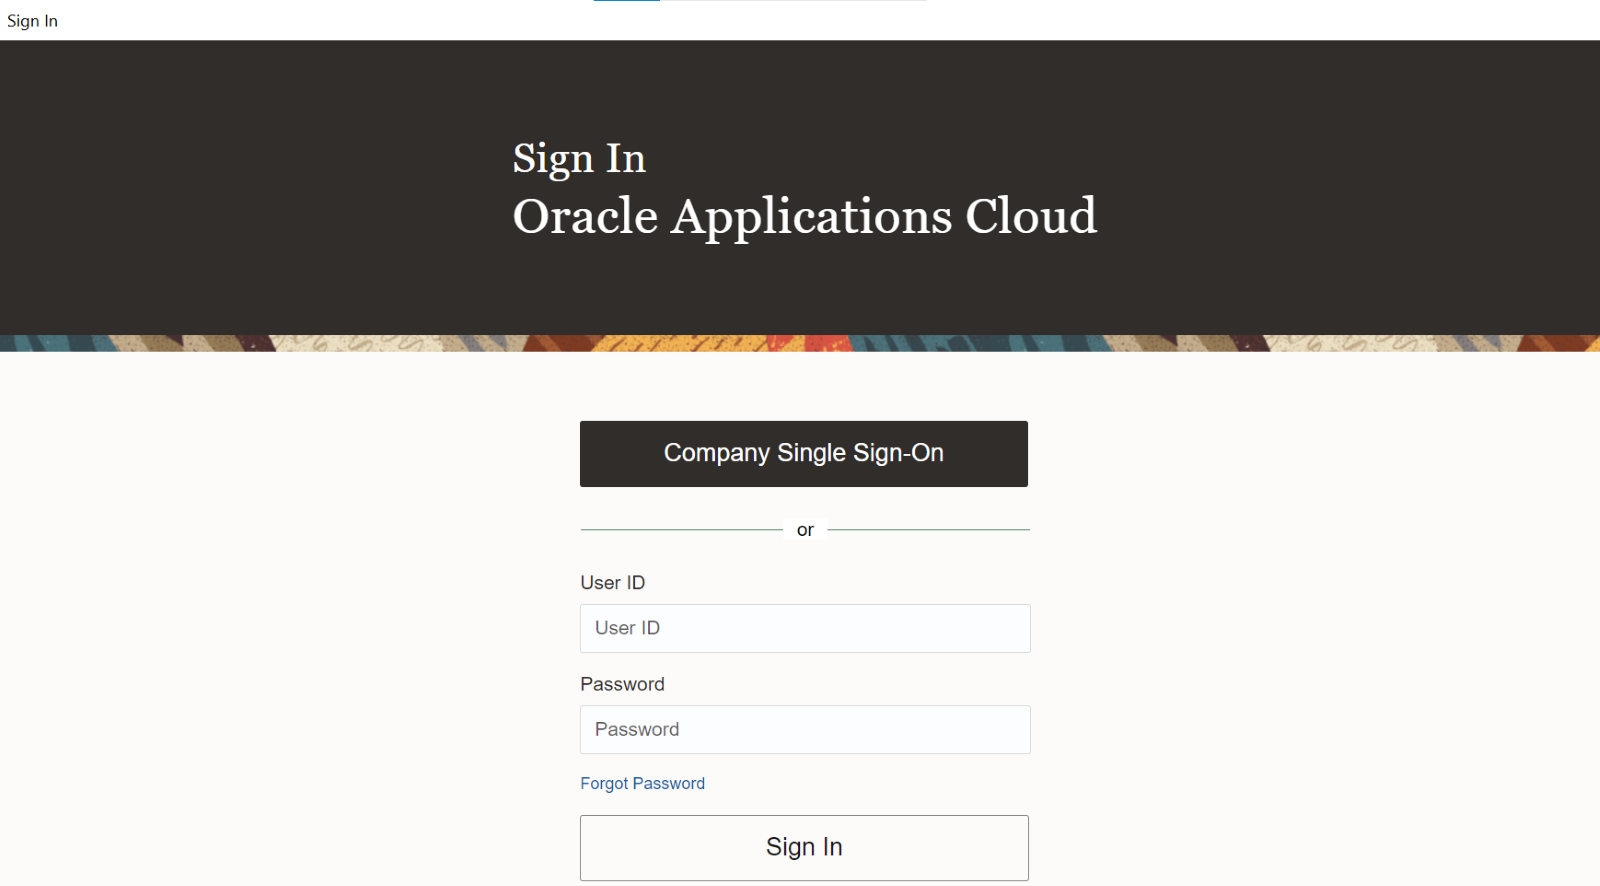 Sign In
Sign In
Oracle Applications Cloud
Company Single Sign-On
or
User ID
User ID
Password
Password
Forgot Password
Sign In